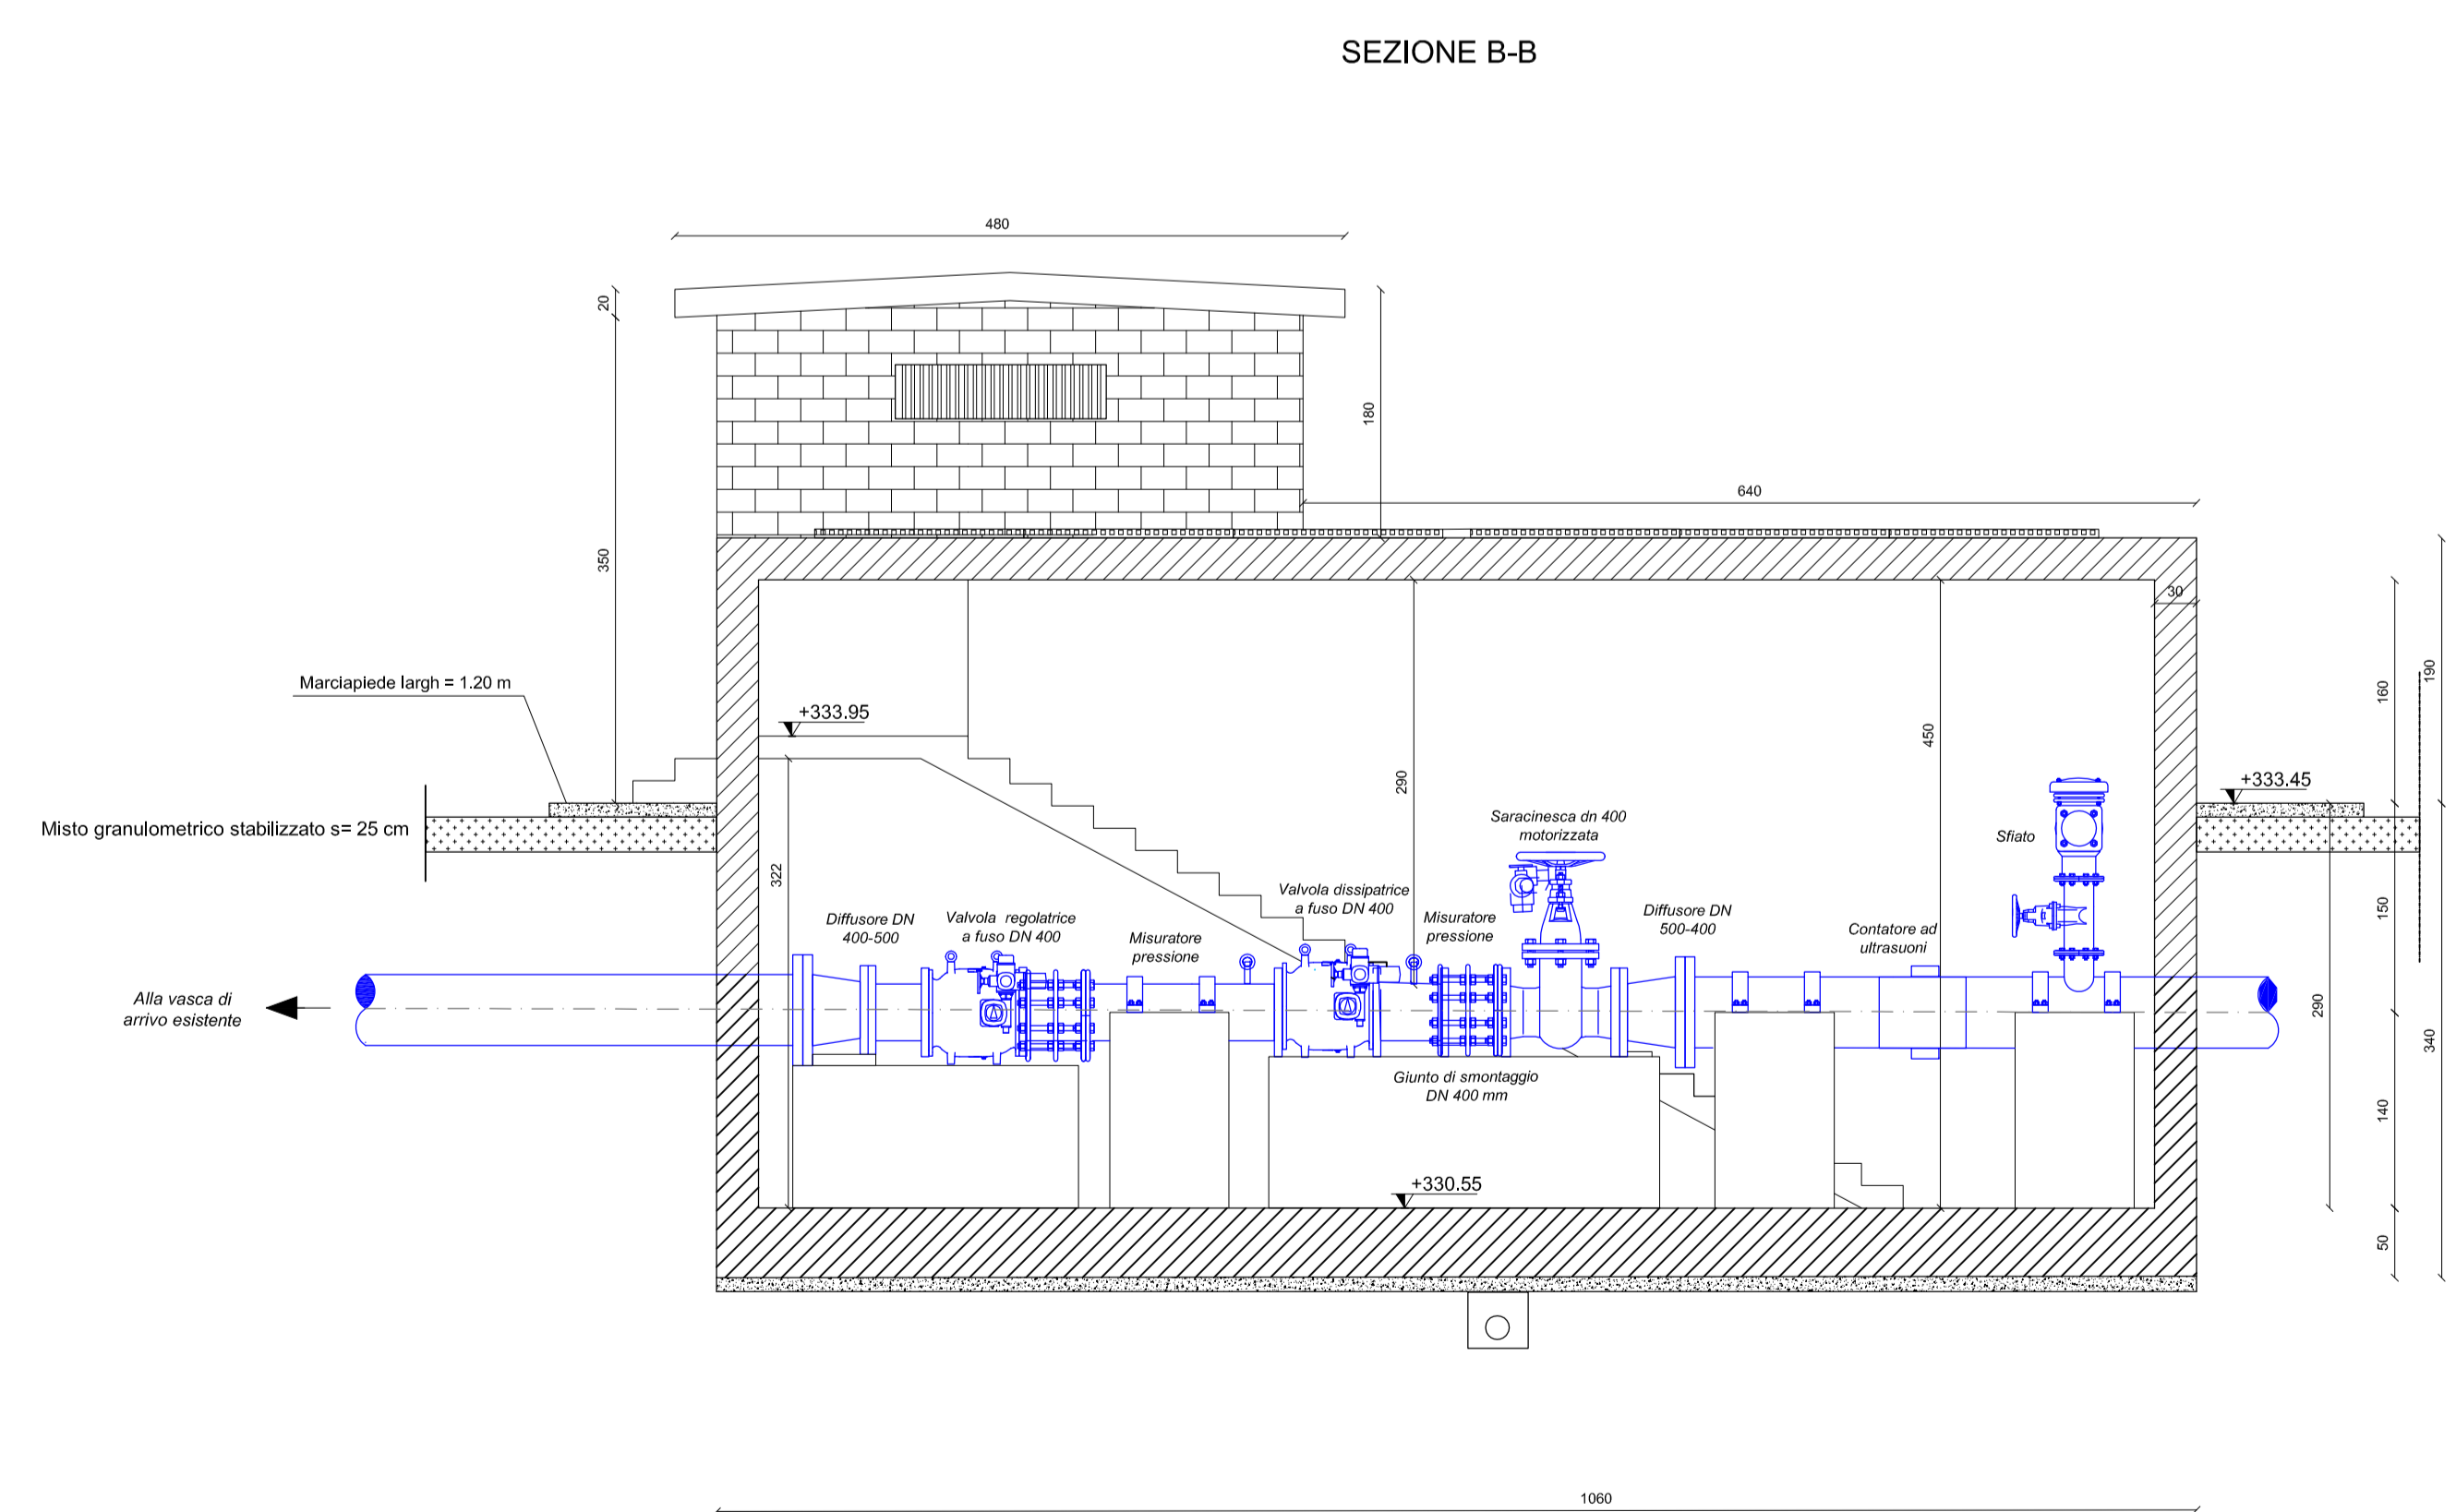 SEZIONE B-B
480
20
180
640
350
30
190
160
Marciapiede largh = 1.20 m
+333.95
450
290
+333.45
Misto granulometrico stabilizzato s= 25 cm
322
Saracinesca dn 400
motorizzata
Sfiato
Valvola dissipatrice
a fuso DN 400
Diffusore DN
400-500
Valvola regolatrice
a fuso DN 400
Misuratore
pressione
Misuratore
pressione
Diffusore DN
500-400
Contatore ad
ultrasuoni
150
Alla vasca di
arrivo esistente
290
340
Giunto di smontaggio
DN 400 mm
140
+330.55
50
1060